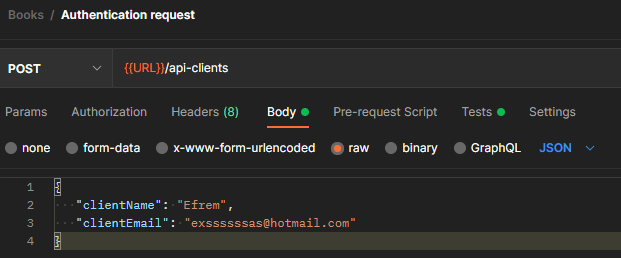 Books / Authentication request
POST {{URL}}/api-clients
Params Authorization Headers (8) Body Pre-request Script Tests Settings
none form-data x-www-form-urlencoded raw binary GraphQL JSON
1 {
2 "clientName": "Efrem",
3 "clientEmail": "exssssssas@hotmail.com"
4 }